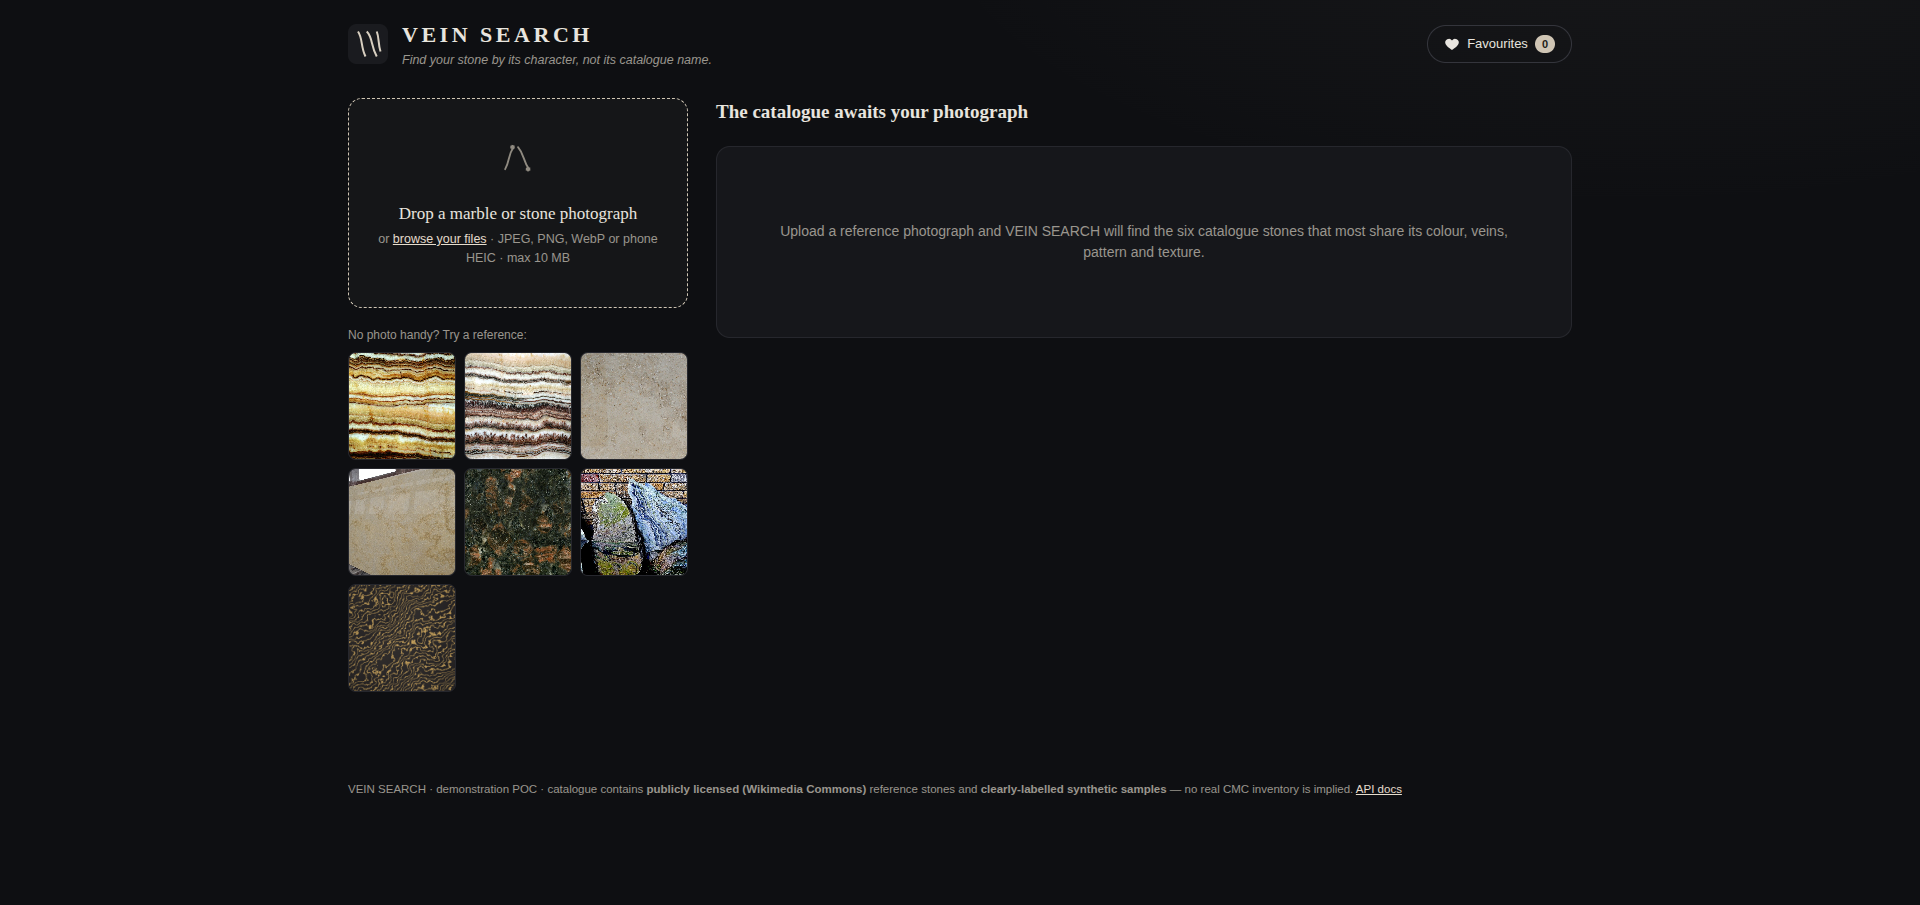 VEIN SEARCH
Find your stone by its character, not its catalogue name.
Favourites 0
Drop a marble or stone photograph
or browse your files · JPEG, PNG, WebP or phone
HEIC · max 10 MB
No photo handy? Try a reference:
The catalogue awaits your photograph
Upload a reference photograph and VEIN SEARCH will find the six catalogue stones that most share its colour, veins,
pattern and texture.
VEIN SEARCH · demonstration POC · catalogue contains publicly licensed (Wikimedia Commons) reference stones and clearly-labelled synthetic samples — no real CMC inventory is implied. API docs